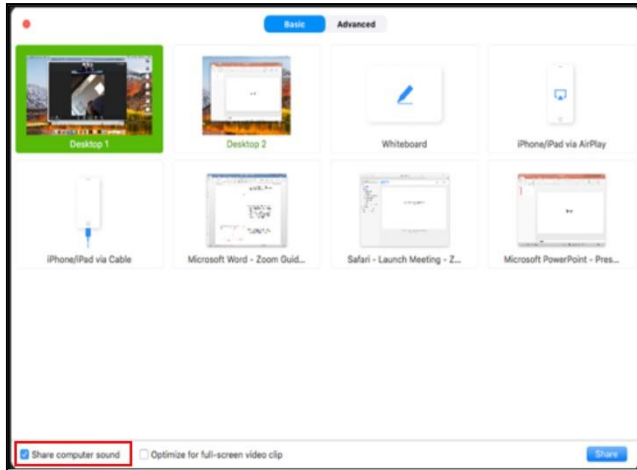 Basic Advanced
Desktop 1
Desktop 2
Whiteboard
iPhone/iPad via AirPlay
iPhone/iPad via Cable
Microsoft Word - Zoom Guid...
Safari - Launch Meeting - Z...
Microsoft PowerPoint - Pres...
Share computer sound
Optimize for full-screen video clip
Share